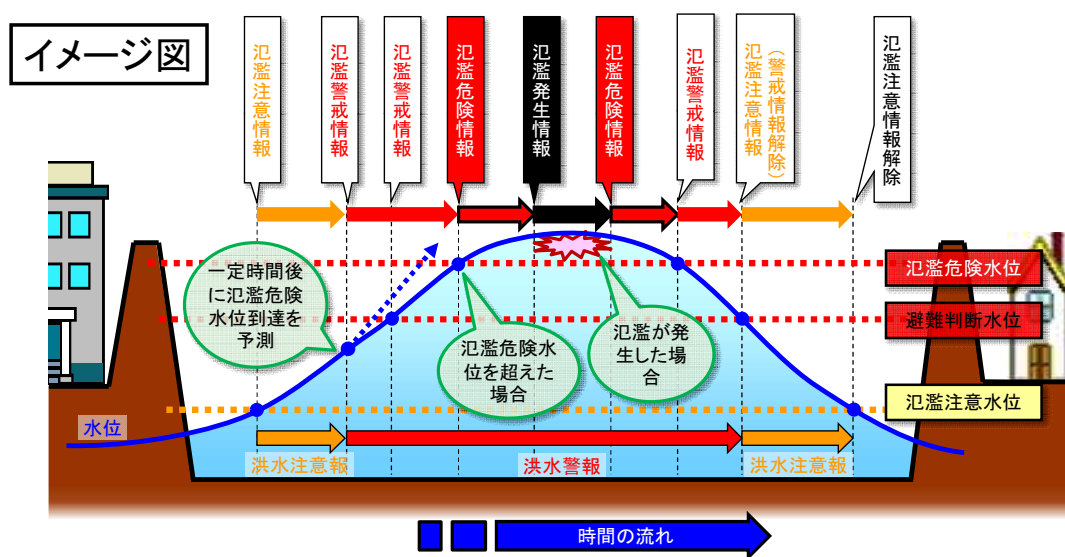 イメージ図
氾濫注意情報
氾濫警戒情報
氾濫警戒情報
氾濫危険情報
氾濫発生情報
氾濫危険情報
氾濫警戒情報
(警戒情報解除)
氾濫注意情報
氾濫注意情報解除
一定時間後
に氾濫危険
水位到達を
予測
氾濫危険水
位を超えた
場合
氾濫が発
生した場
合
氾濫危険水位
避難判断水位
氾濫注意水位
水位
洪水注意報
洪水警報
洪水注意報
時間の流れ